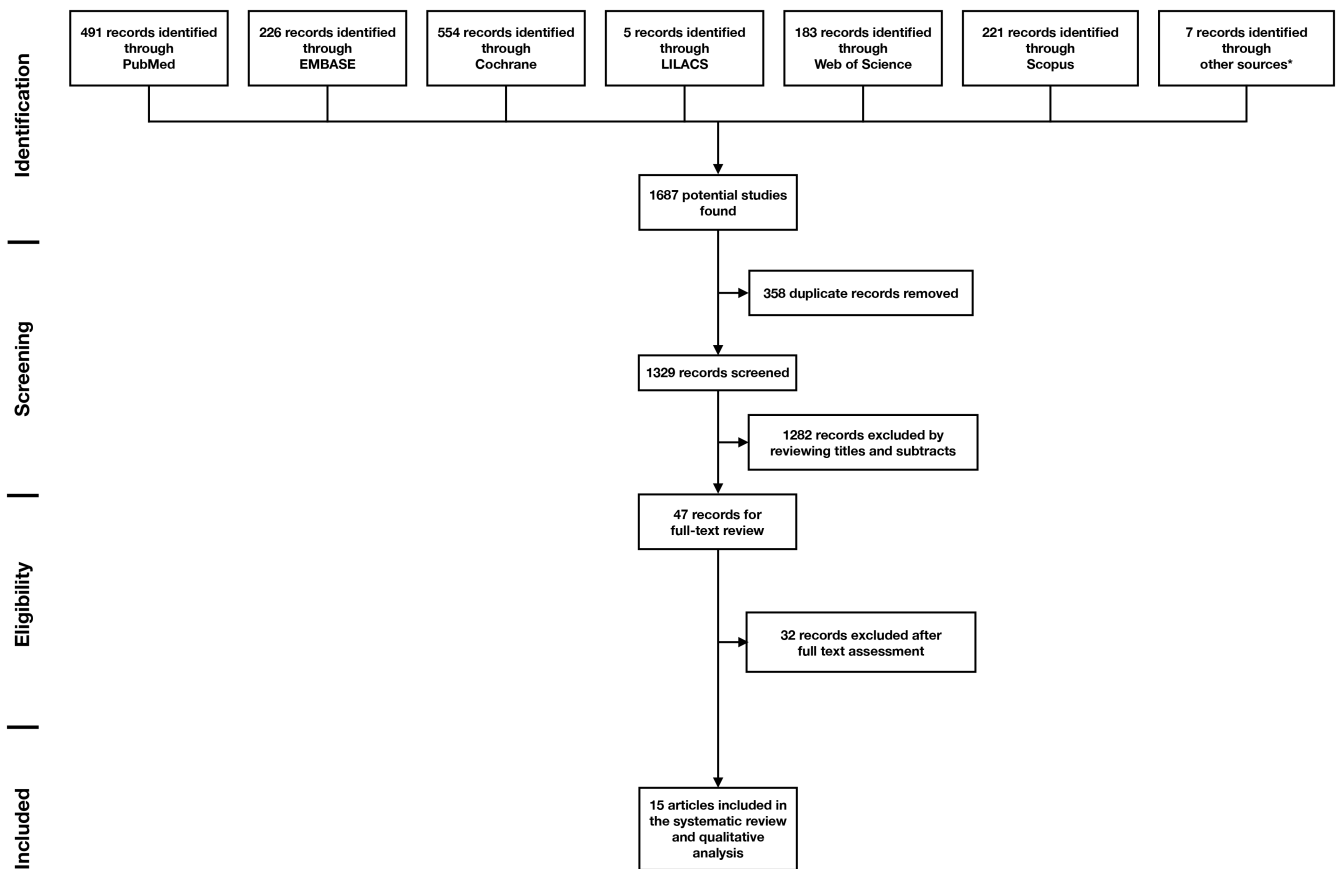 Identification
491 records identified
through
PubMed
226 records identified
through
EMBASE
554 records identified
through
Cochrane
5 records identified
through
LILACS
183 records identified
through
Web of Science
221 records identified
through
Scopus
7 records identified
through
other sources*
1687 potential studies
found
Screening
358 duplicate records removed
1329 records screened
1282 records excluded by
reviewing titles and subtracts
Eligibility
47 records for
full-text review
32 records excluded after
full text assessment
Included
15 articles included in
the systematic review
and qualitative
analysis